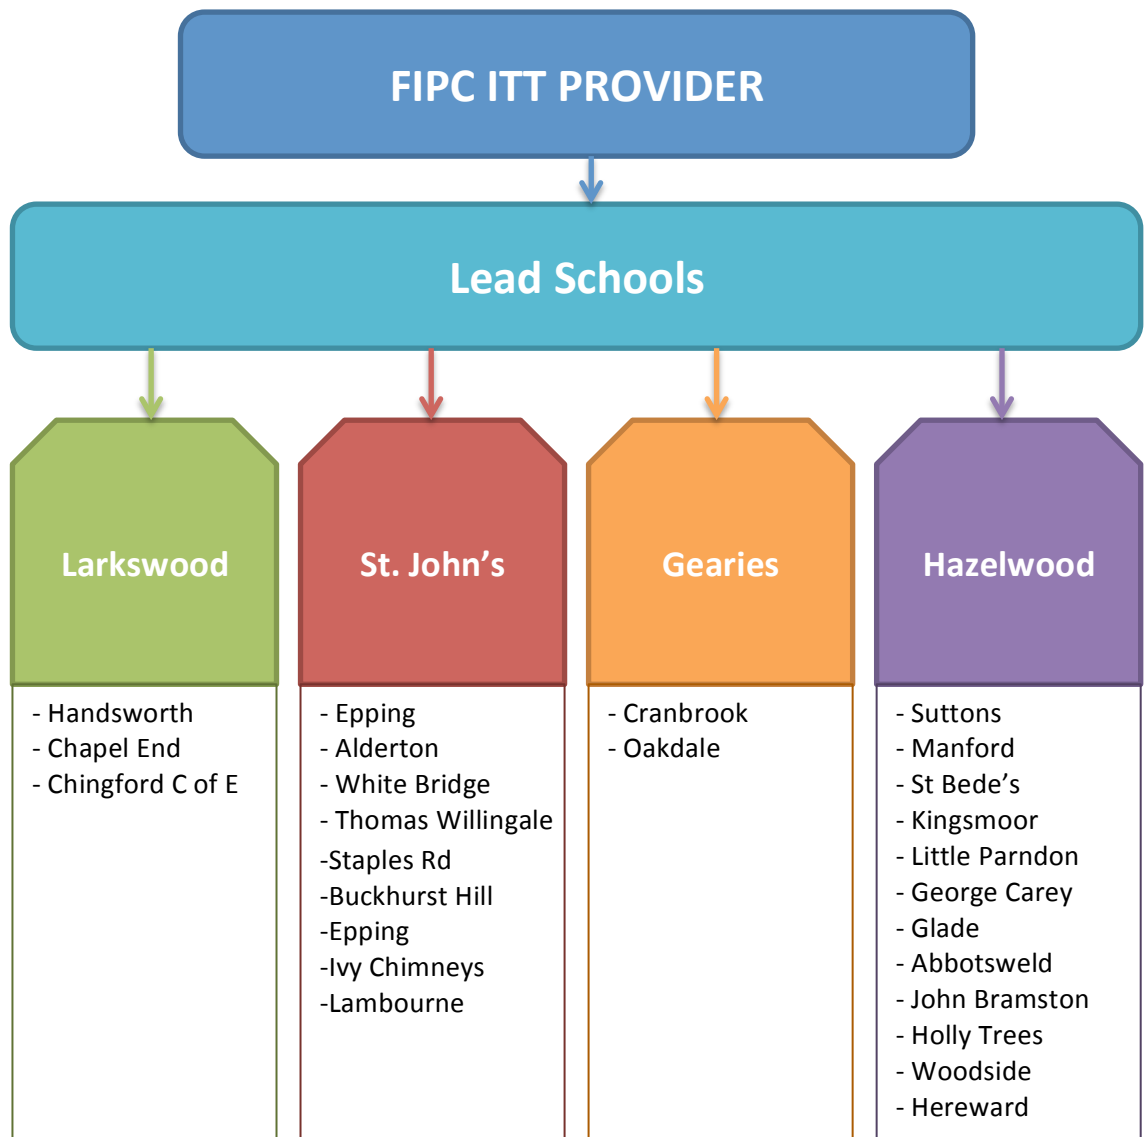 FIPC ITT PROVIDER
Lead Schools
Larkswood
- Handsworth
- Chapel End
- Chingford C of E
St. John’s
- Epping
- Alderton
- White Bridge
- Thomas Willingale
-Staples Rd
-Buckhurst Hill
-Epping
-Ivy Chimneys
-Lambourne
Gearies
- Cranbrook
- Oakdale
Hazelwood
- Suttons
- Manford
- St Bede’s
- Kingsmoor
- Little Parndon
- George Carey
- Glade
- Abbotsweld
- John Bramston
- Holly Trees
- Woodside
- Hereward